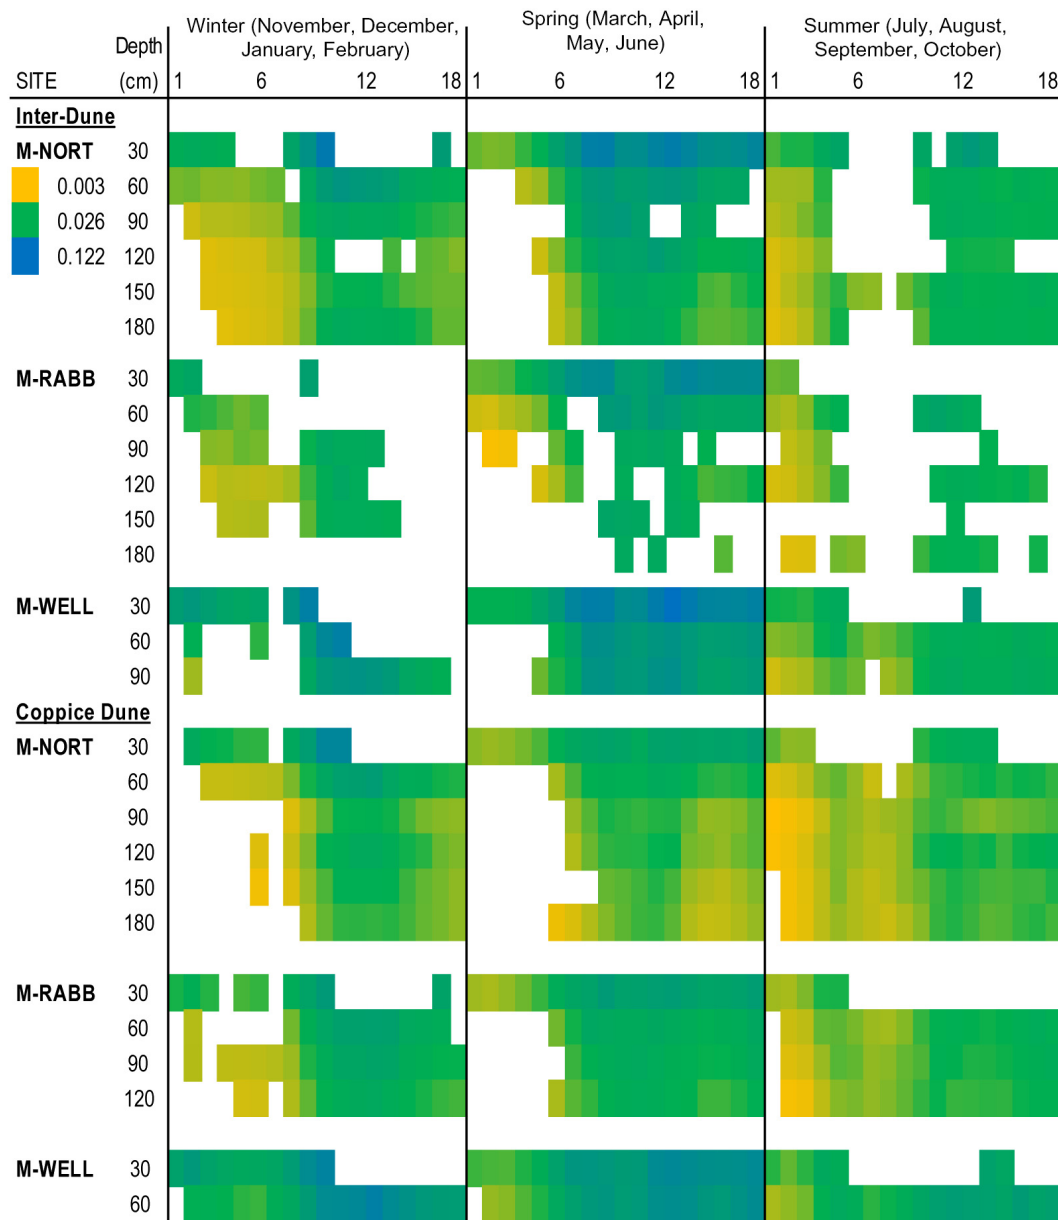 Winter (November, December,
January, February)
Spring (March, April,
May, June)
Summer (July, August,
September, October)
Depth
SITE (cm) 1 6 12 18 1 6 12 18 1 6 12 18
Inter-Dune
M-NORT 30
0.003 60
0.026 90
0.122 120
150
180
M-RABB 30
60
90
120
150
180
M-WELL 30
60
90
Coppice Dune
M-NORT 30
60
90
120
150
180
M-RABB 30
60
90
120
M-WELL 30
60